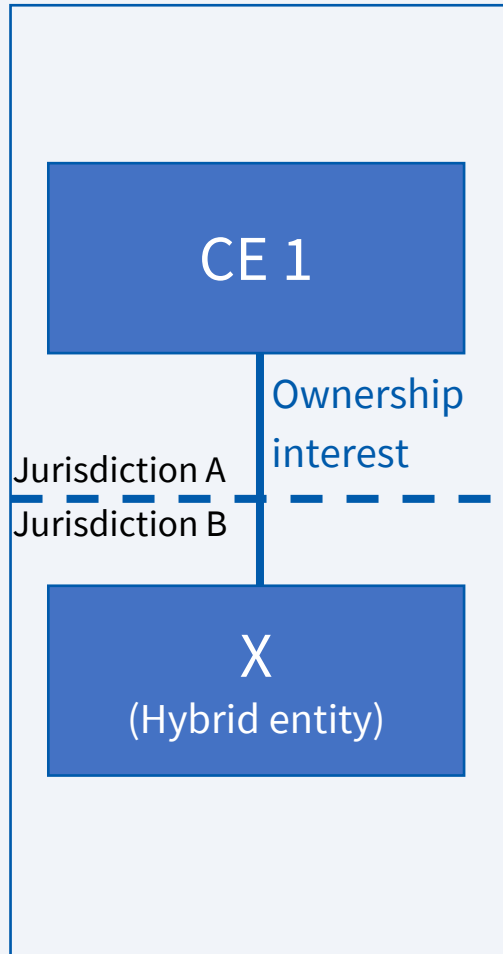 CE 1
Ownership
interest
Jurisdiction A
Jurisdiction B
X
(Hybrid entity)